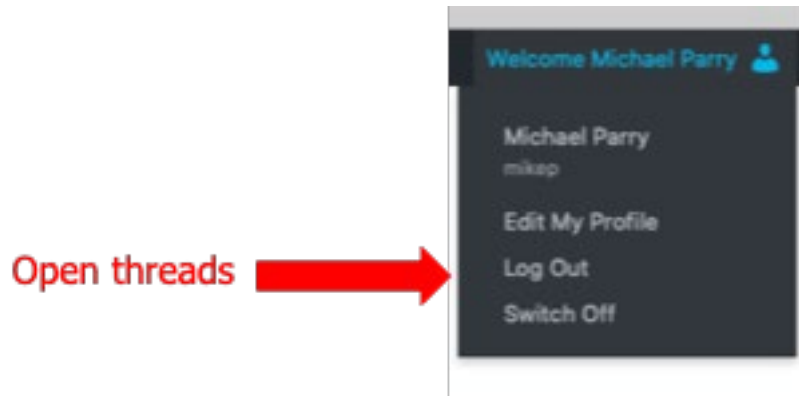 Welcome Michael Parry
Michael Parry
mikep
Edit My Profile
Open threads
Log Out
Switch Off